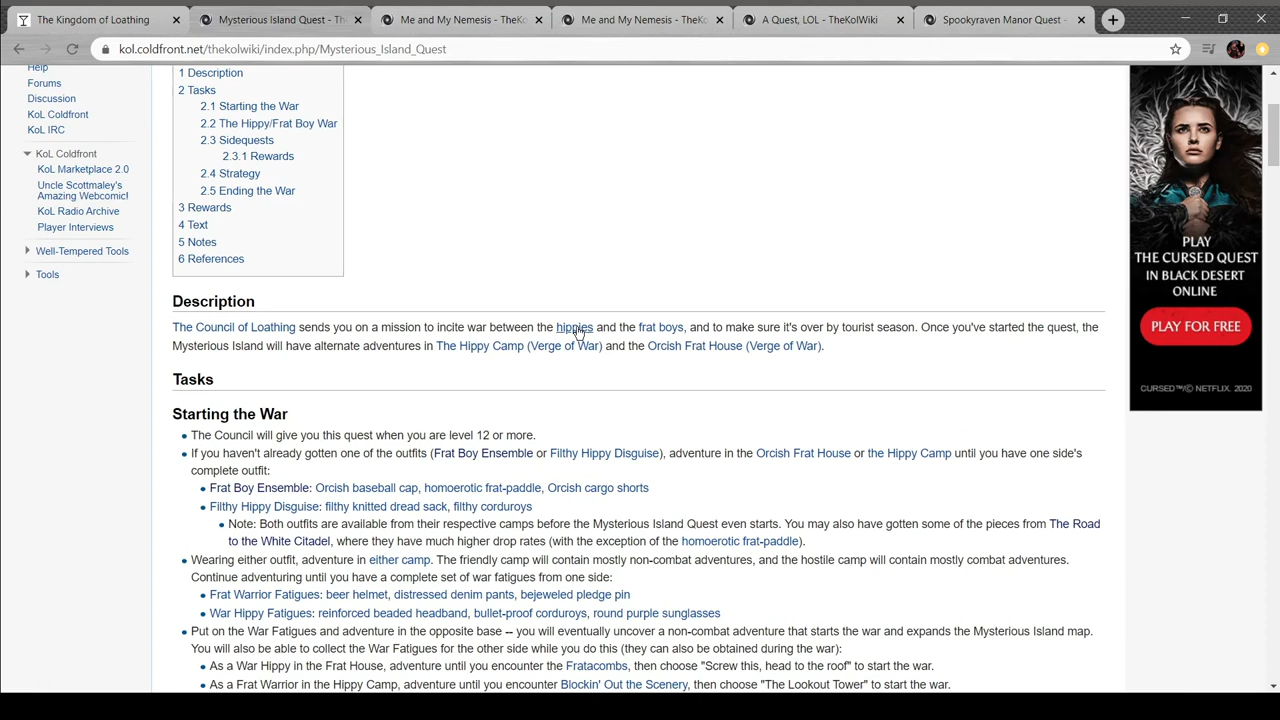 The Kingdom of Loathing
Mysterious Island Quest - The
Me and My Nemesis - TheKo
Me and My Nemesis - TheKo
A Quest, LOL - TheKolWiki
Spookyraven Manor Quest -
kol.coldfront.net/thekolwiki/index.php/Mysterious_Island_Quest
Help
Forums
Discussion
KoL Coldfront
KoL IRC
KoL Coldfront
KoL Marketplace 2.0
Uncle Scottmaley's
Amazing Webcomic!
KoL Radio Archive
Player Interviews
Well-Tempered Tools
Tools
1 Description
2 Tasks
2.1 Starting the War
2.2 The Hippy/Frat Boy War
2.3 Sidequests
2.3.1 Rewards
2.4 Strategy
2.5 Ending the War
3 Rewards
4 Text
5 Notes
6 References
Description
The Council of Loathing sends you on a mission to incite war between the hippies and the frat boys, and to make sure it's over by tourist season. Once you've started the quest, the
Mysterious Island will have alternate adventures in The Hippy Camp (Verge of War) and the Orcish Frat House (Verge of War).
Tasks
Starting the War
• The Council will give you this quest when you are level 12 or more.
• If you haven't already gotten one of the outfits (Frat Boy Ensemble or Filthy Hippy Disguise), adventure in the Orcish Frat House or the Hippy Camp until you have one side's
complete outfit:
• Frat Boy Ensemble: Orcish baseball cap, homoerotic frat-paddle, Orcish cargo shorts
• Filthy Hippy Disguise: filthy knitted dread sack, filthy corduroys
• Note: Both outfits are available from their respective camps before the Mysterious Island Quest even starts. You may also have gotten some of the pieces from The Road
to the White Citadel, where they have much higher drop rates (with the exception of the homoerotic frat-paddle).
• Wearing either outfit, adventure in either camp. The friendly camp will contain mostly non-combat adventures, and the hostile camp will contain mostly combat adventures.
Continue adventuring until you have a complete set of war fatigues from one side:
• Frat Warrior Fatigues: beer helmet, distressed denim pants, bejeweled pledge pin
• War Hippy Fatigues: reinforced beaded headband, bullet-proof corduroys, round purple sunglasses
• Put on the War Fatigues and adventure in the opposite base -- you will eventually uncover a non-combat adventure that starts the war and expands the Mysterious Island map.
You will also be able to collect the War Fatigues for the other side while you do this (they can also be obtained during the war):
• As a War Hippy in the Frat House, adventure until you encounter the Fratacombs, then choose "Screw this, head to the roof" to start the war.
• As a Frat Warrior in the Hippy Camp, adventure until you encounter Blockin' Out the Scenery, then choose "The Lookout Tower" to start the war.
PLAY
THE CURSED QUEST
IN BLACK DESERT
ONLINE
PLAY FOR FREE
CURSED™/© NETFLIX. 2020